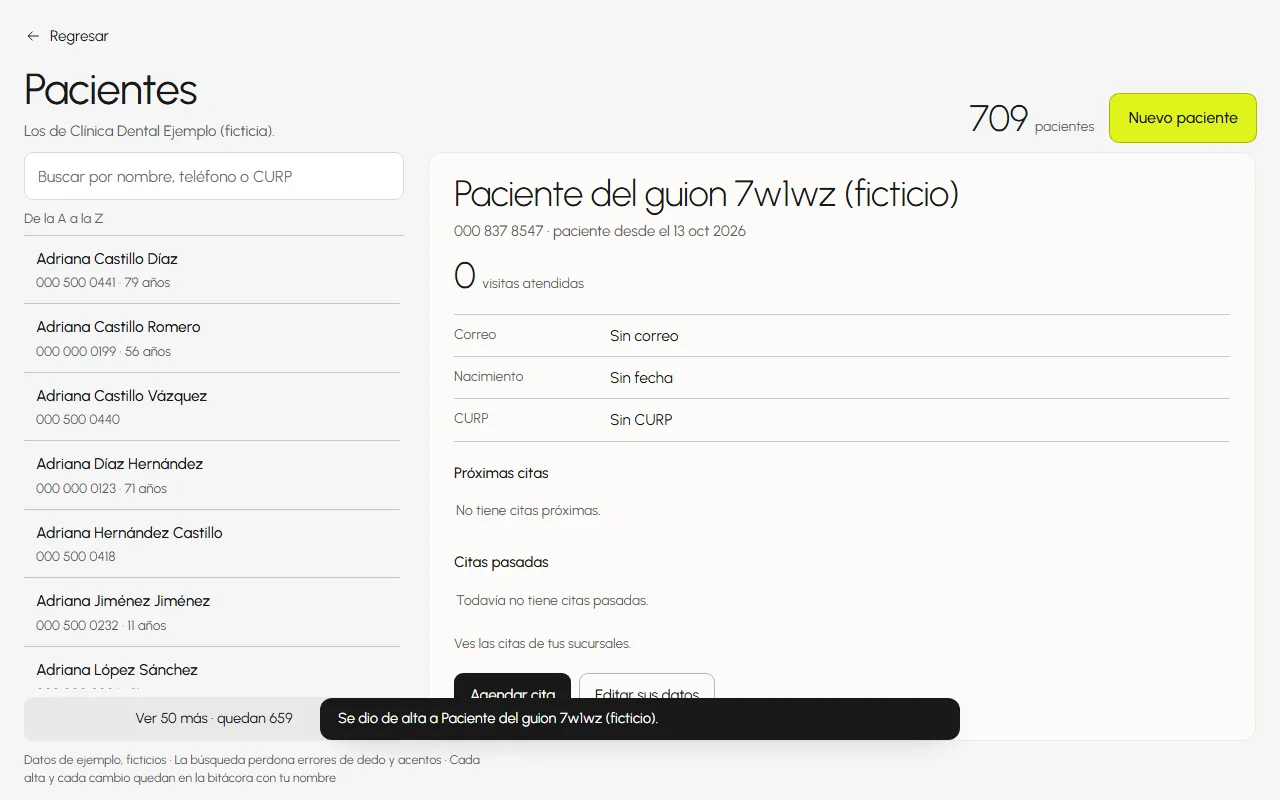 Regresar
Pacientes
Los de Clínica Dental Ejemplo (ficticia).
709 pacientes
Nuevo paciente
Buscar por nombre, teléfono o CURP
De la A a la Z
Adriana Castillo Díaz
000 500 0441 · 79 años
Adriana Castillo Romero
000 000 0199 · 56 años
Adriana Castillo Vázquez
000 500 0440
Adriana Díaz Hernández
000 000 0123 · 71 años
Adriana Hernández Castillo
000 500 0418
Adriana Jiménez Jiménez
000 500 0232 · 11 años
Adriana López Sánchez
Ver 50 más · quedan 659
Paciente del guion 7w1wz (ficticio)
000 837 8547 · paciente desde el 13 oct 2026
0 visitas atendidas
Correo Sin correo
Nacimiento Sin fecha
CURP Sin CURP
Próximas citas
No tiene citas próximas.
Citas pasadas
Todavía no tiene citas pasadas.
Ves las citas de tus sucursales.
Agendar cita
Editar sus datos
Se dio de alta a Paciente del guion 7w1wz (ficticio).
Datos de ejemplo, ficticios · La búsqueda perdona errores de dedo y acentos · Cada
alta y cada cambio quedan en la bitácora con tu nombre